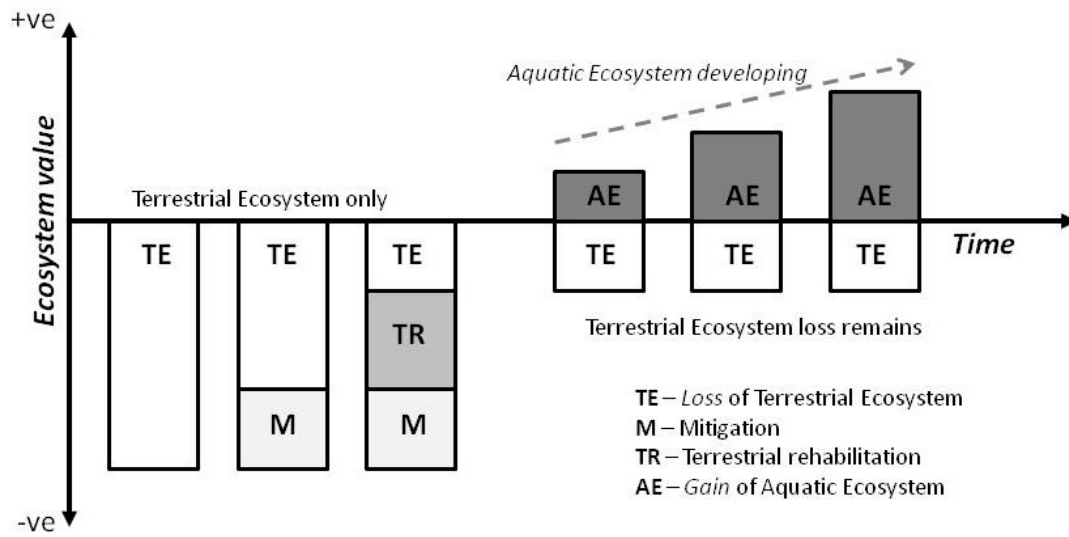 +ve
Aquatic Ecosystem developing
Ecosystem value
Terrestrial Ecosystem only
AE
AE
AE
TE
TE
TE
TE
TE
TE
Time
TR
Terrestrial Ecosystem loss remains
M
M
TE – Loss of Terrestrial Ecosystem
M – Mitigation
TR – Terrestrial rehabilitation
AE – Gain of Aquatic Ecosystem
-ve